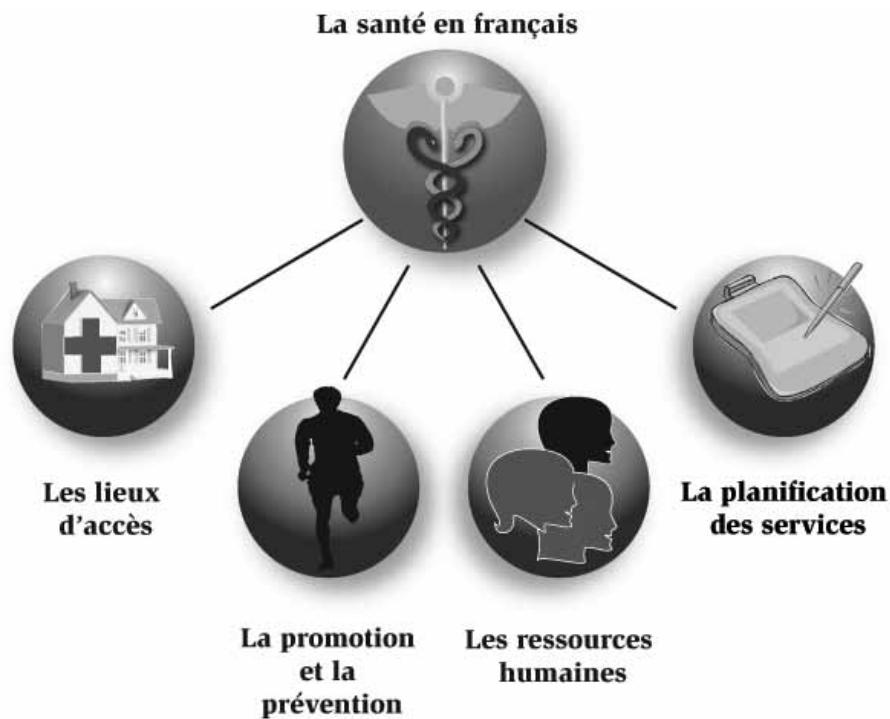 La santé en français
Les lieux
d'accès
La promotion
et la
prévention
Les ressources
humaines
La planification
des services